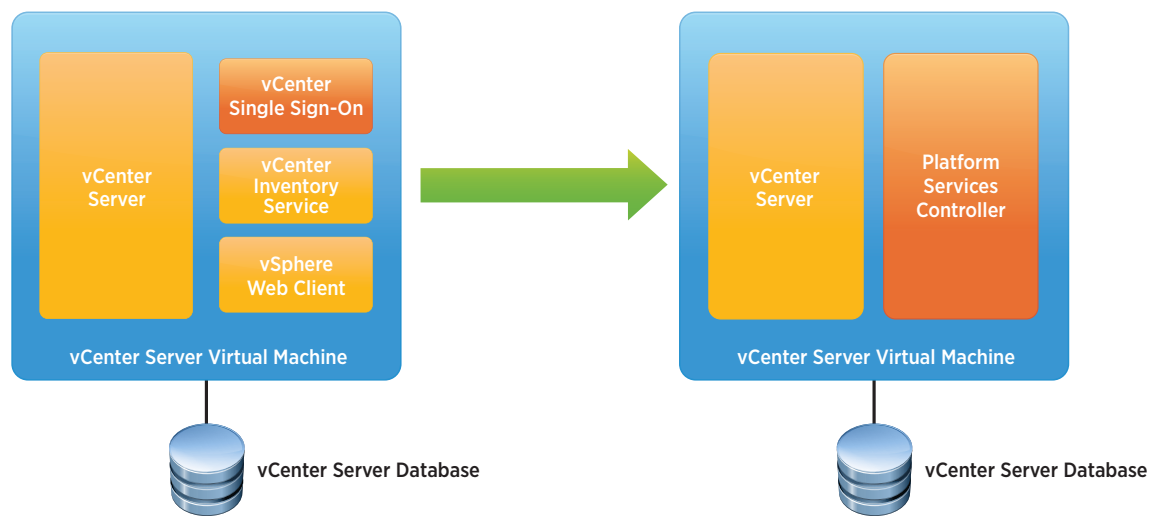 vCenter
Server
vCenter
Single Sign-On
vCenter
Inventory
Service
vSphere
Web Client
vCenter Server Virtual Machine
vCenter Server Database
vCenter
Server
Platform
Services
Controller
vCenter Server Virtual Machine
vCenter Server Database